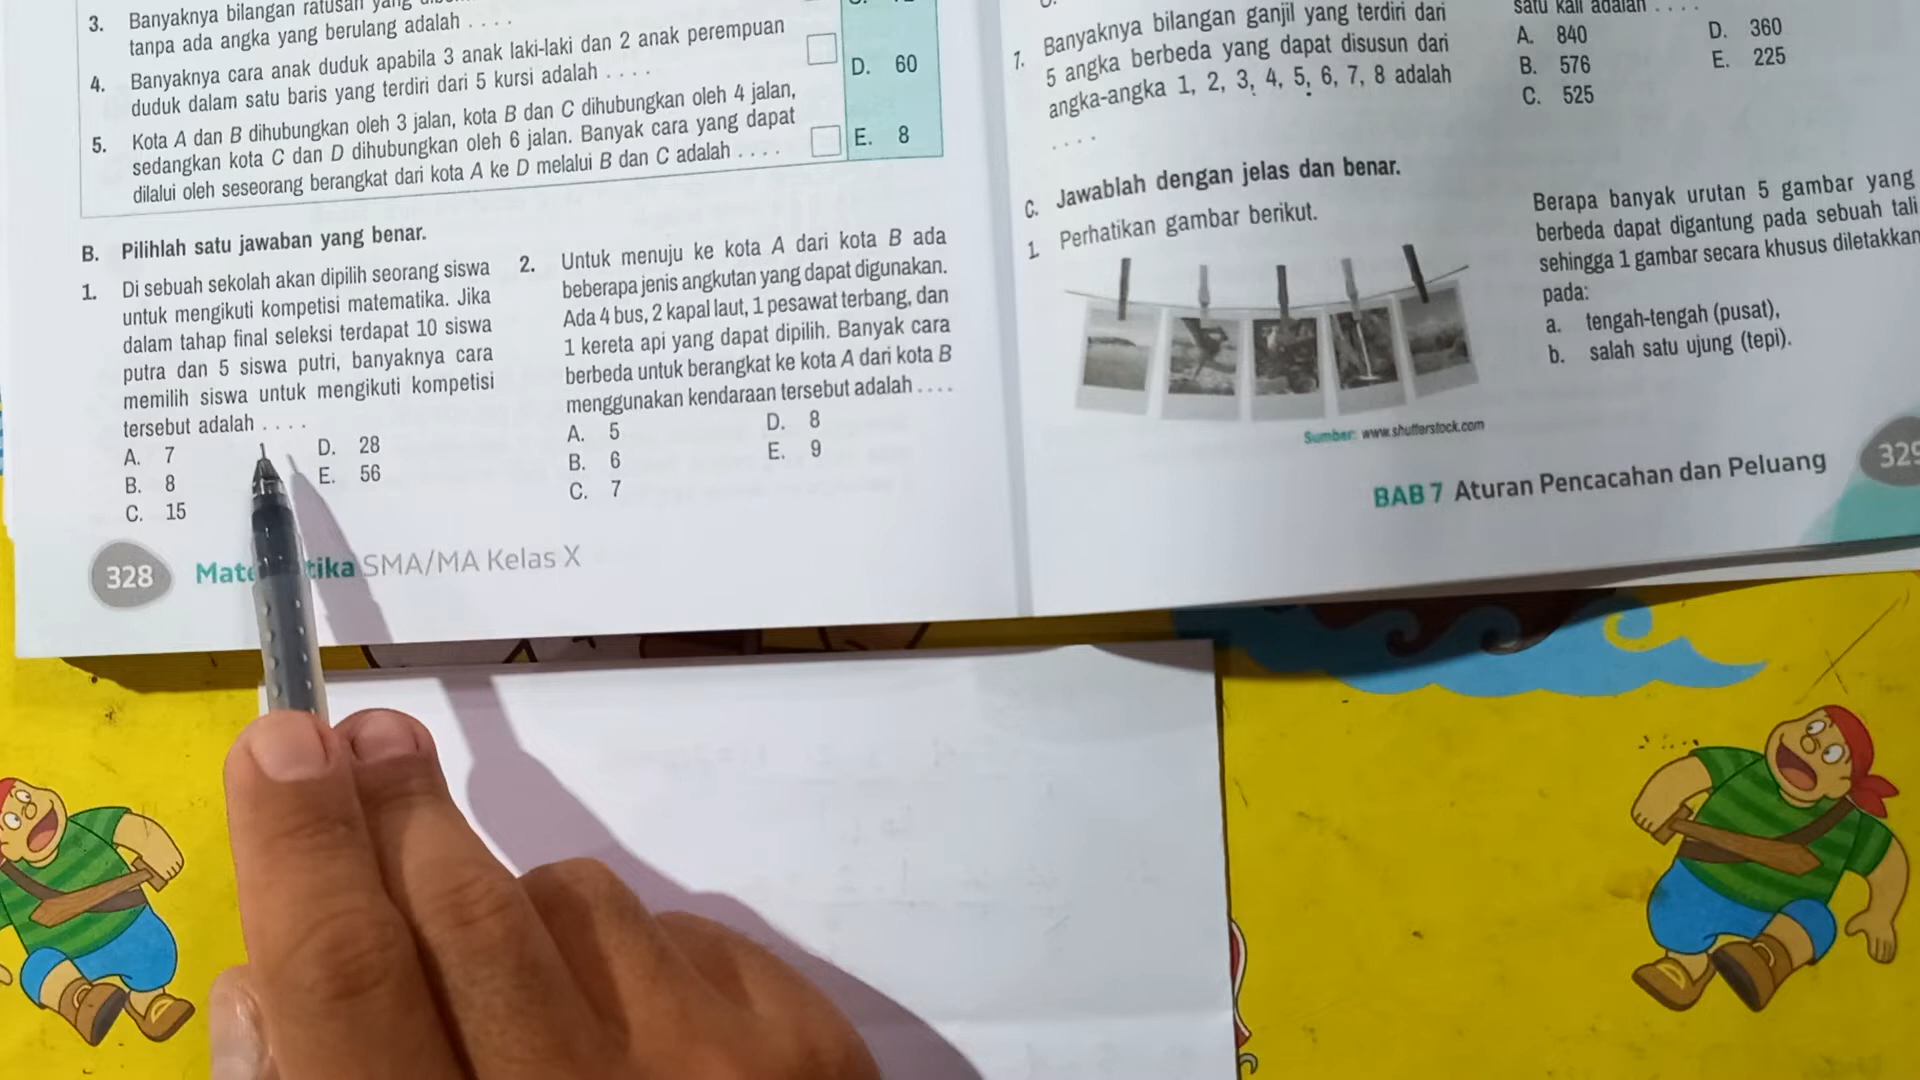 3. Banyaknya bilangan ratusan yang
tanpa ada angka yang berulang adalah . . . .
4. Banyaknya cara anak duduk apabila 3 anak laki-laki dan 2 anak perempuan
duduk dalam satu baris yang terdiri dari 5 kursi adalah . . . .
5. Kota A dan B dihubungkan oleh 3 jalan, kota B dan C dihubungkan oleh 4 jalan,
sedangkan kota C dan D dihubungkan oleh 6 jalan. Banyak cara yang dapat
dilalui oleh seseorang berangkat dari kota A ke D melalui B dan C adalah . . . .
D. 60
E. 8
B. Pilihlah satu jawaban yang benar.
1. Di sebuah sekolah akan dipilih seorang siswa
untuk mengikuti kompetisi matematika. Jika
dalam tahap final seleksi terdapat 10 siswa
putra dan 5 siswa putri, banyaknya cara
memilih siswa untuk mengikuti kompetisi
tersebut adalah . . . .
A. 7
B. 8
C. 15
D. 28
E. 56
2. Untuk menuju ke kota A dari kota B ada
beberapa jenis angkutan yang dapat digunakan.
Ada 4 bus, 2 kapal laut, 1 pesawat terbang, dan
1 kereta api yang dapat dipilih. Banyak cara
berbeda untuk berangkat ke kota A dari kota B
menggunakan kendaraan tersebut adalah . . . .
A. 5
B. 6
C. 7
D. 8
E. 9
328 Mate tika SMA/MA Kelas X
7. Banyaknya bilangan ganjil yang terdiri dari
5 angka berbeda yang dapat disusun dari
angka-angka 1, 2, 3, 4, 5, 6, 7, 8 adalah
. . . .
satu kali adalah . . . .
A. 840
B. 576
C. 525
D. 360
E. 225
C. Jawablah dengan jelas dan benar.
1. Perhatikan gambar berikut.
Sumber: www.shutterstock.com
Berapa banyak urutan 5 gambar yang
berbeda dapat digantung pada sebuah tali
sehingga 1 gambar secara khusus diletakkan
pada:
a. tengah-tengah (pusat),
b. salah satu ujung (tepi).
BAB 7 Aturan Pencacahan dan Peluang 329